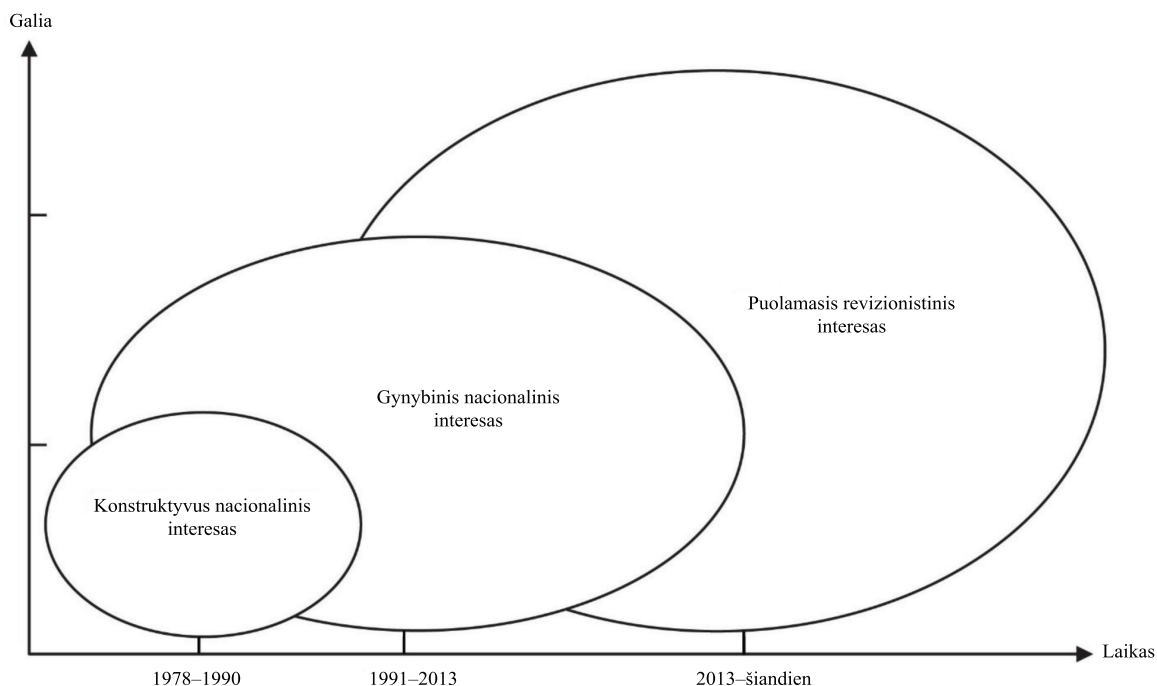 Galia
Puolamasis revizionistinis
interesas
Gynybinis nacionalinis
interesas
Konstruktyvus nacionalinis
interesas
Laikas
1978–1990
1991–2013
2013–šiandien